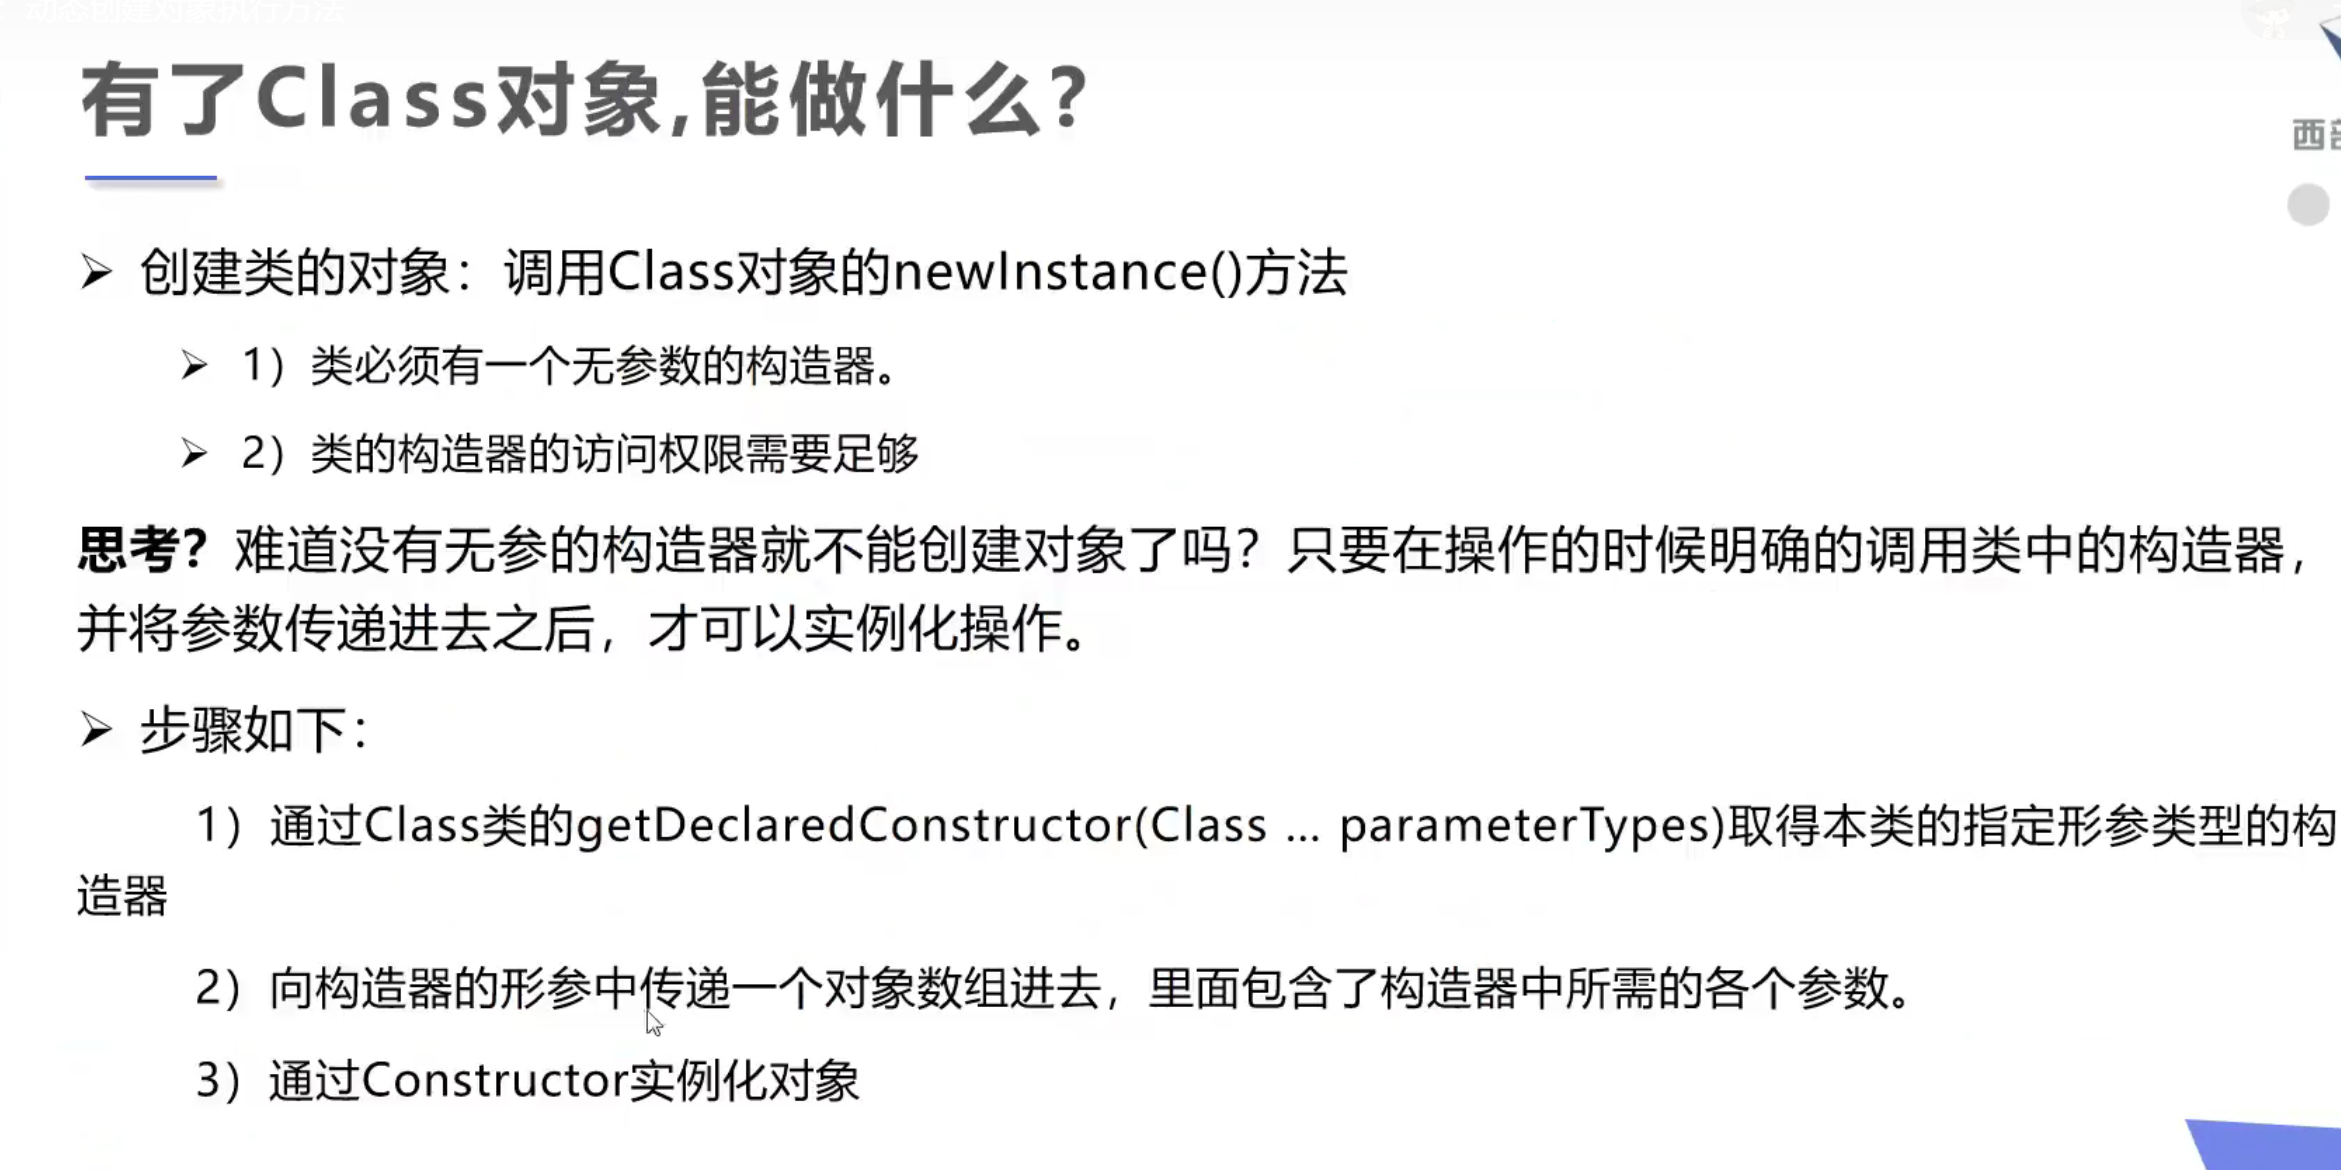 动态创建对象执行方法
有了Class对象,能做什么？
西部
创建类的对象：调用Class对象的newInstance()方法
1）类必须有一个无参数的构造器。
2）类的构造器的访问权限需要足够
思考？难道没有无参的构造器就不能创建对象了吗？只要在操作的时候明确的调用类中的构造器，
并将参数传递进去之后，才可以实例化操作。
步骤如下：
1）通过Class类的getDeclaredConstructor(Class … parameterTypes)取得本类的指定形参类型的构
造器
2）向构造器的形参中传递一个对象数组进去，里面包含了构造器中所需的各个参数。
3）通过Constructor实例化对象